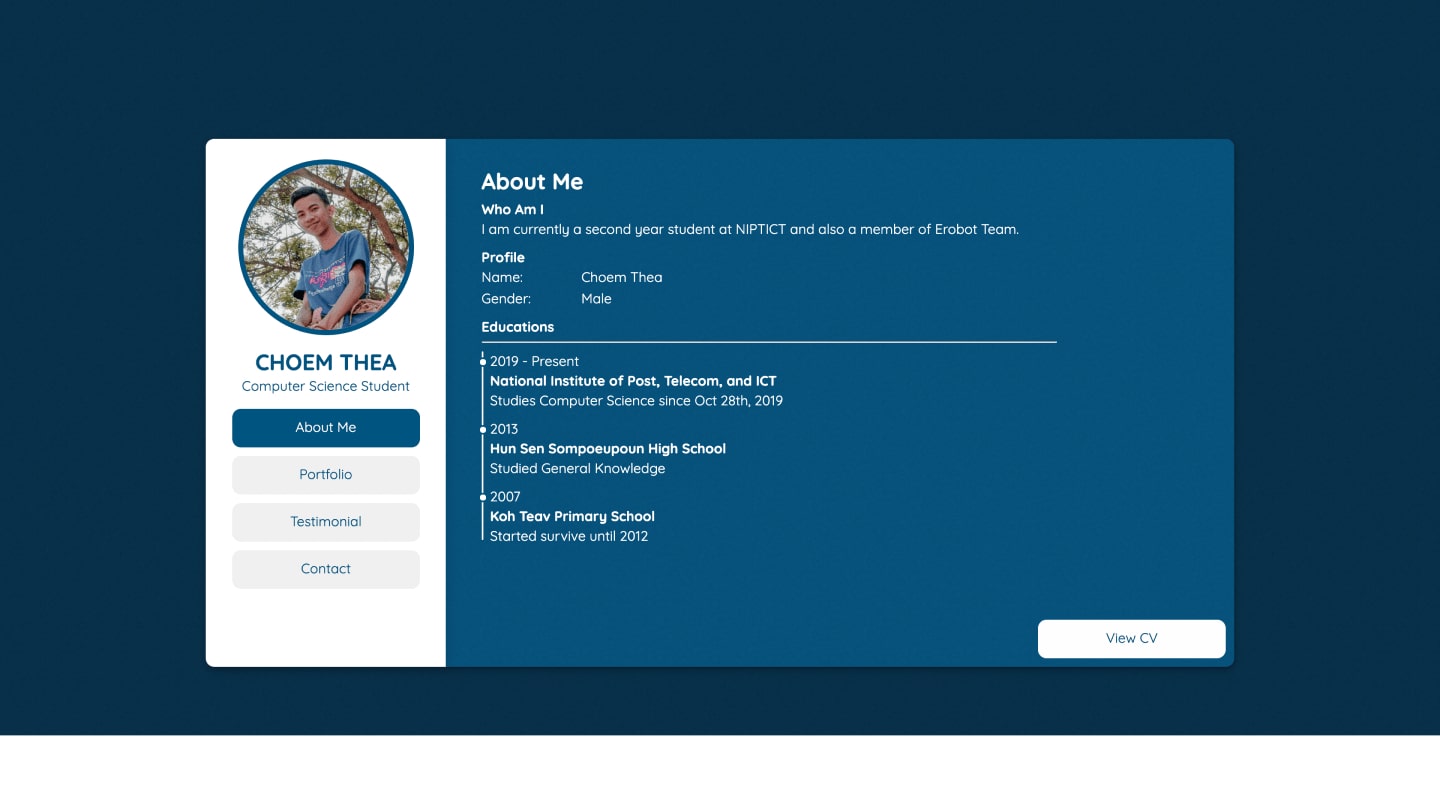 CHOEM THEA
Computer Science Student
About Me
Portfolio
Testimonial
Contact
About Me
Who Am I
I am currently a second year student at NIPTICT and also a member of Erobot Team.
Profile
Name: Choem Thea
Gender: Male
Educations
2019 - Present
National Institute of Post, Telecom, and ICT
Studies Computer Science since Oct 28th, 2019
2013
Hun Sen Sompoeupoun High School
Studied General Knowledge
2007
Koh Teav Primary School
Started survive until 2012
View CV